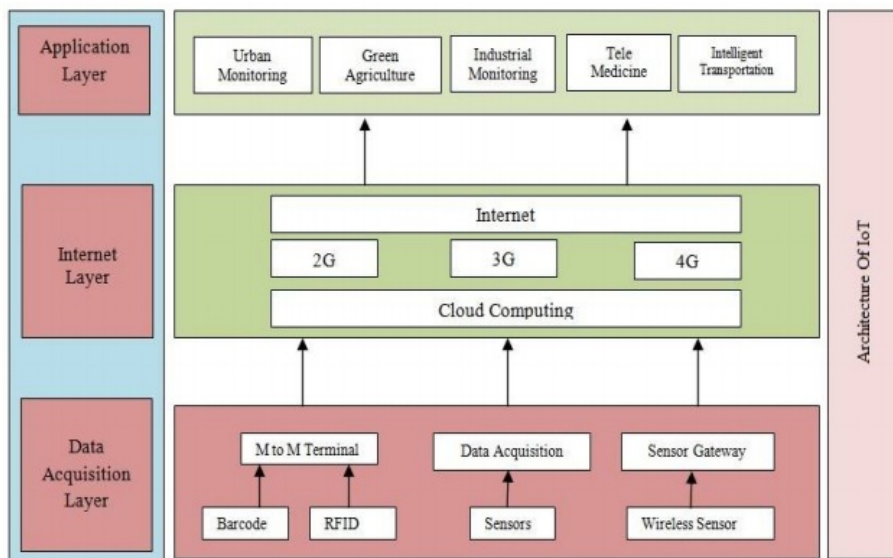 Application
Layer
Urban
Monitoring
Green
Agriculture
Industrial
Monitoring
Tele
Medicine
Intelligent
Transportation
Internet
Layer
Internet
2G
3G
4G
Cloud Computing
Data
Acquisition
Layer
M to M Terminal
Data Acquisition
Sensor Gateway
Barcode
RFID
Sensors
Wireless Sensor
Architecture Of IoT